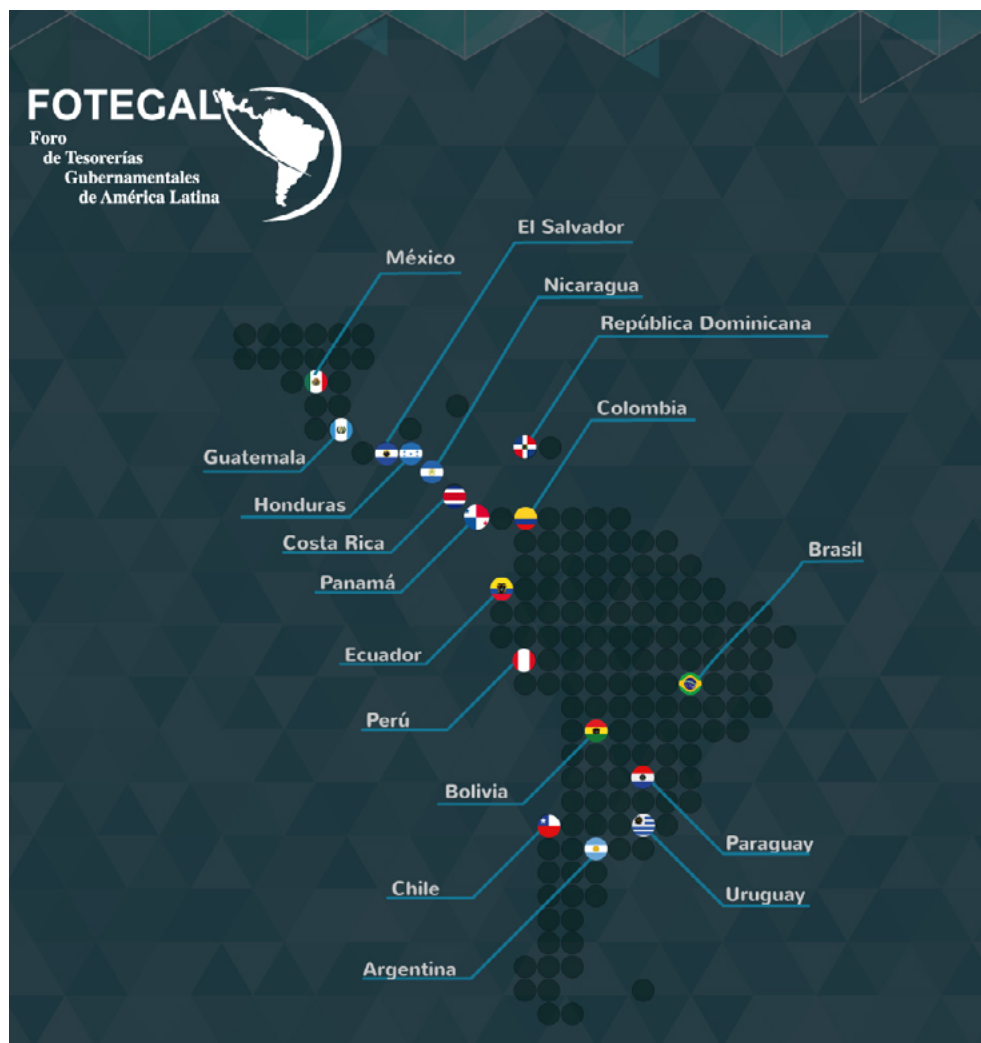 FOTEGAL
Foro
de Tesorerías
Gubernamentales
de América Latina
El Salvador
México
Nicaragua
República Dominicana
Colombia
Guatemala
Honduras
Costa Rica
Brasil
Panamá
Ecuador
Perú
Bolivia
Paraguay
Chile
Uruguay
Argentina